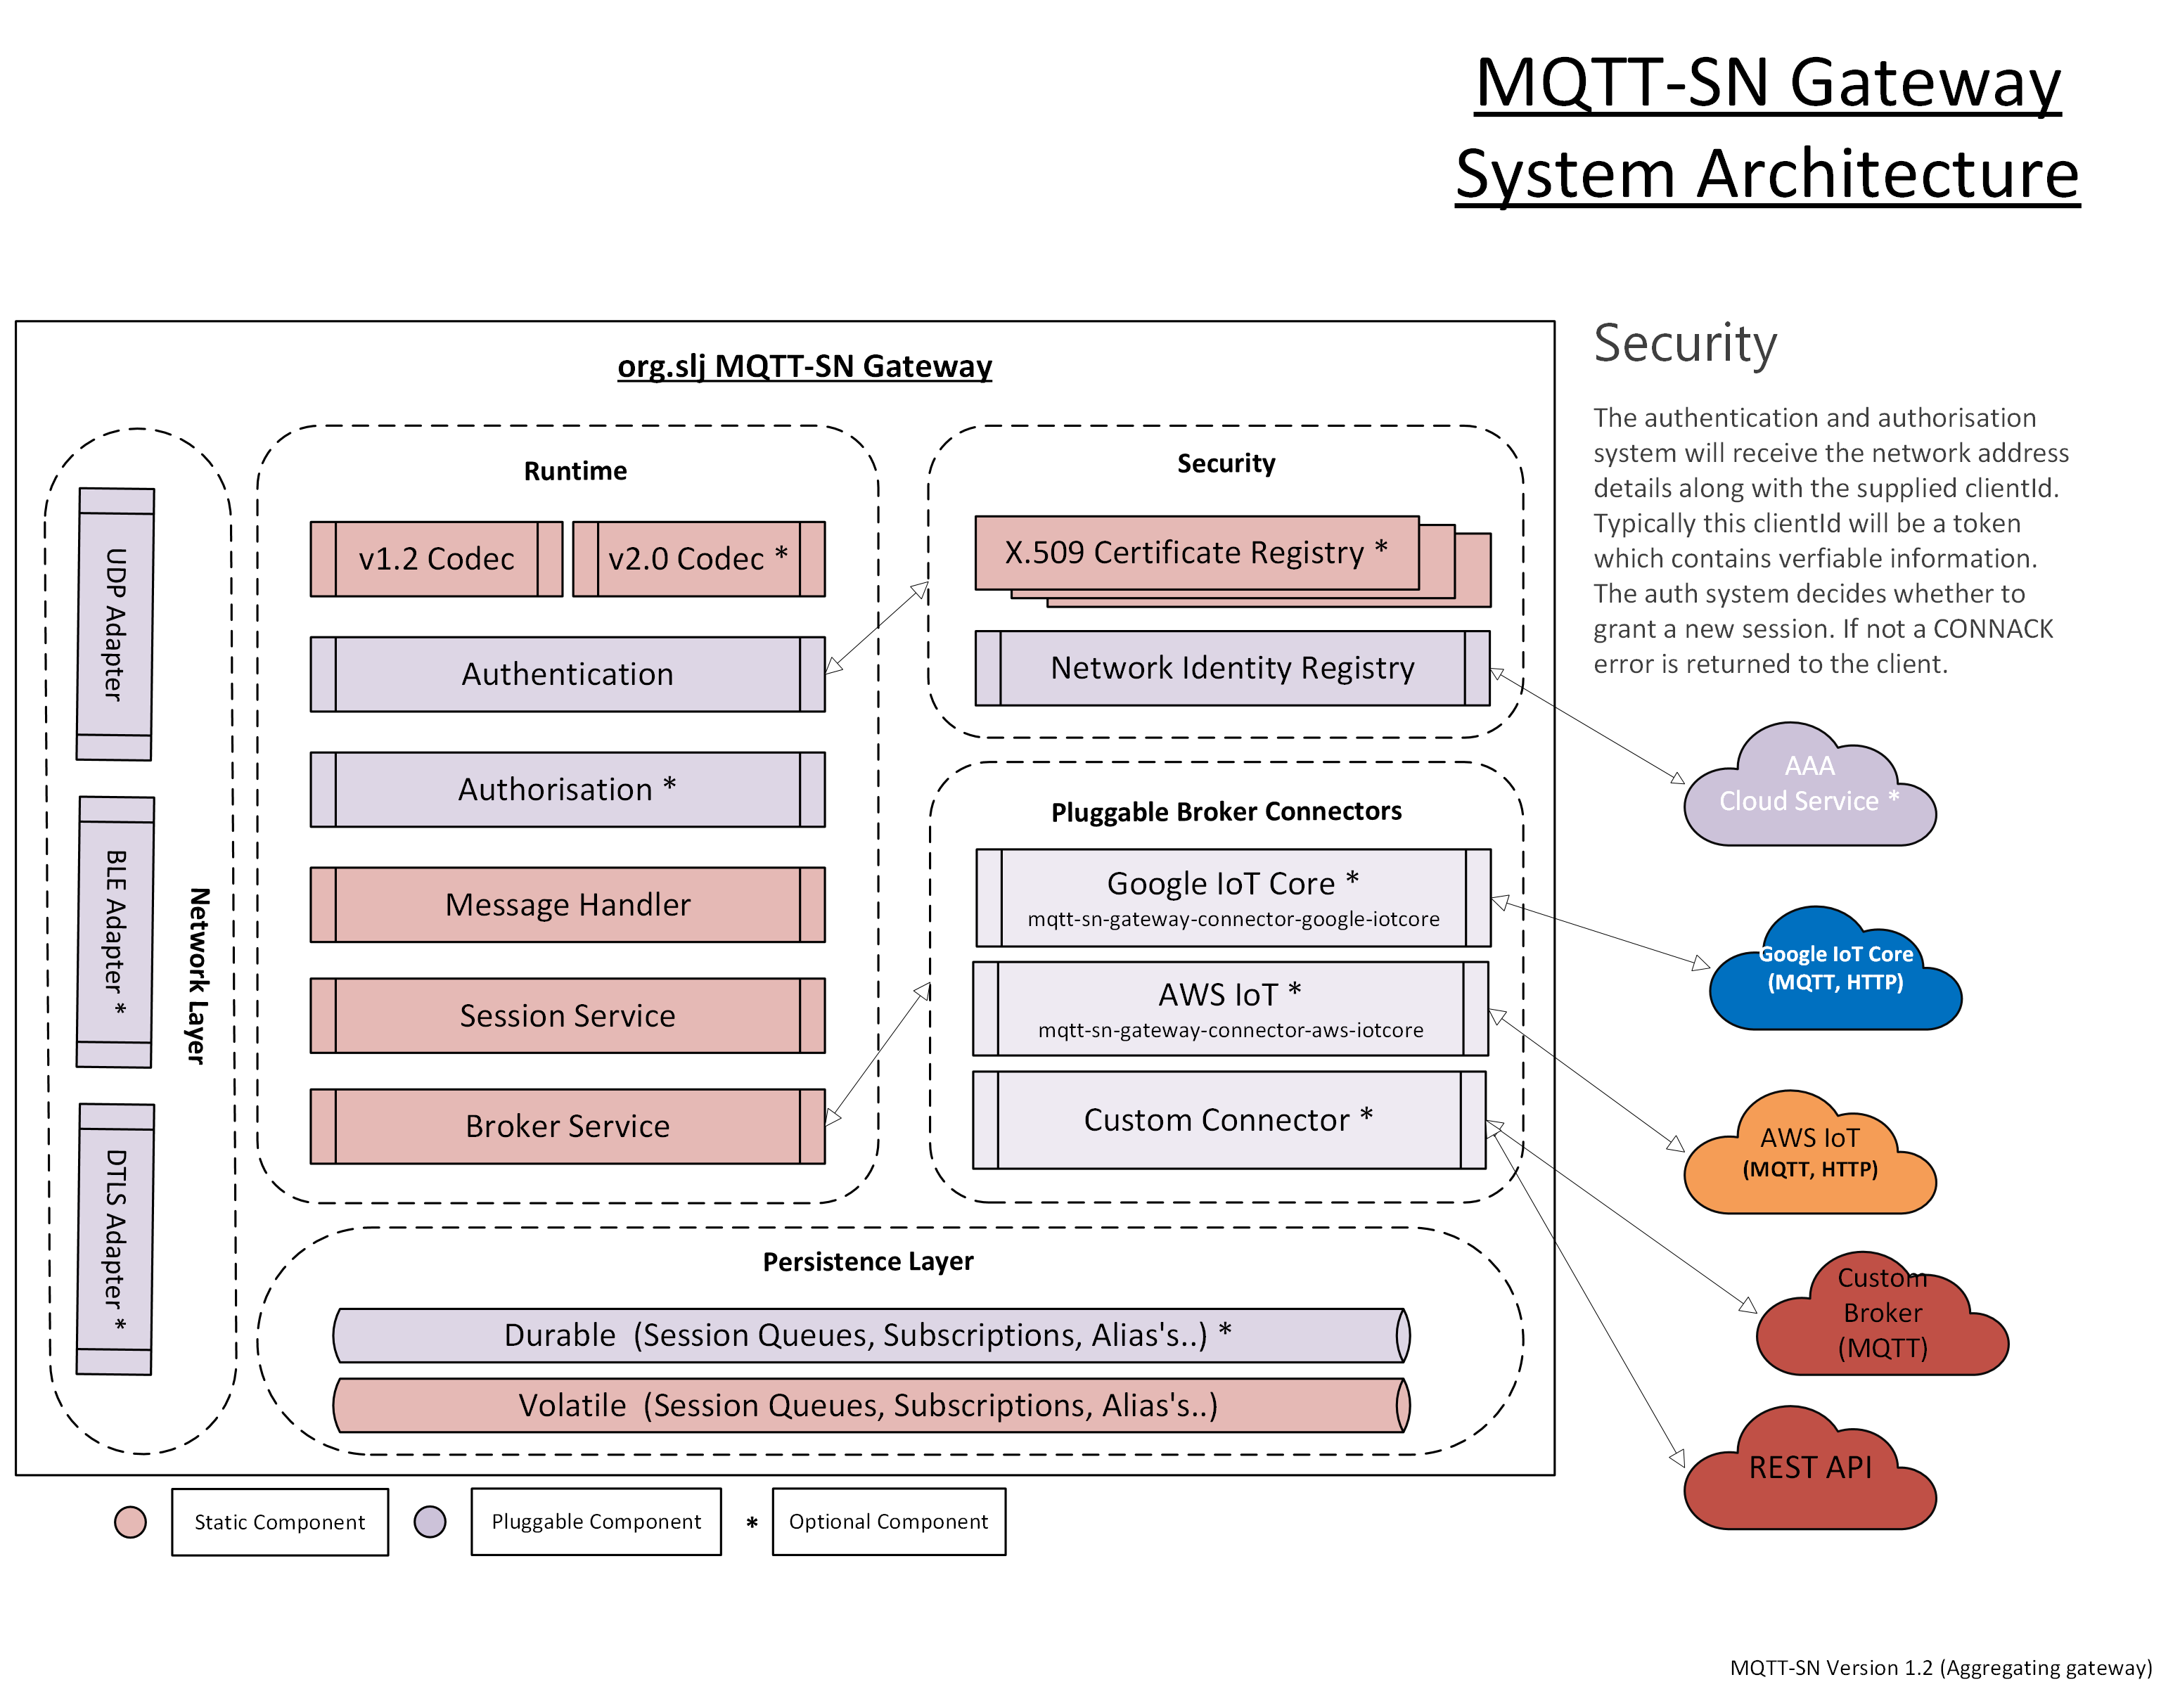 MQTT-SN Gateway
System Architecture
org.slj MQTT-SN Gateway
UDP Adapter
BLE Adapter *
DTLS Adapter *
Network Layer
Runtime
v1.2 Codec
v2.0 Codec *
Authentication
Authorisation *
Message Handler
Session Service
Broker Service
Security
X.509 Certificate Registry *
Network Identity Registry
Pluggable Broker Connectors
Google IoT Core *
mqtt-sn-gateway-connector-google-iotcore
AWS IoT *
mqtt-sn-gateway-connector-aws-iotcore
Custom Connector *
Persistence Layer
Durable (Session Queues, Subscriptions, Alias's..) *
Volatile (Session Queues, Subscriptions, Alias's..)
Security
The authentication and authorisation
system will receive the network address
details along with the supplied clientId.
Typically this clientId will be a token
which contains verfiable information.
The auth system decides whether to
grant a new session. If not a CONNACK
error is returned to the client.
AAA
Cloud Service *
Google IoT Core
(MQTT, HTTP)
AWS IoT
(MQTT, HTTP)
Custom
Broker
(MQTT)
REST API
Static Component
Pluggable Component
* Optional Component
MQTT-SN Version 1.2 (Aggregating gateway)